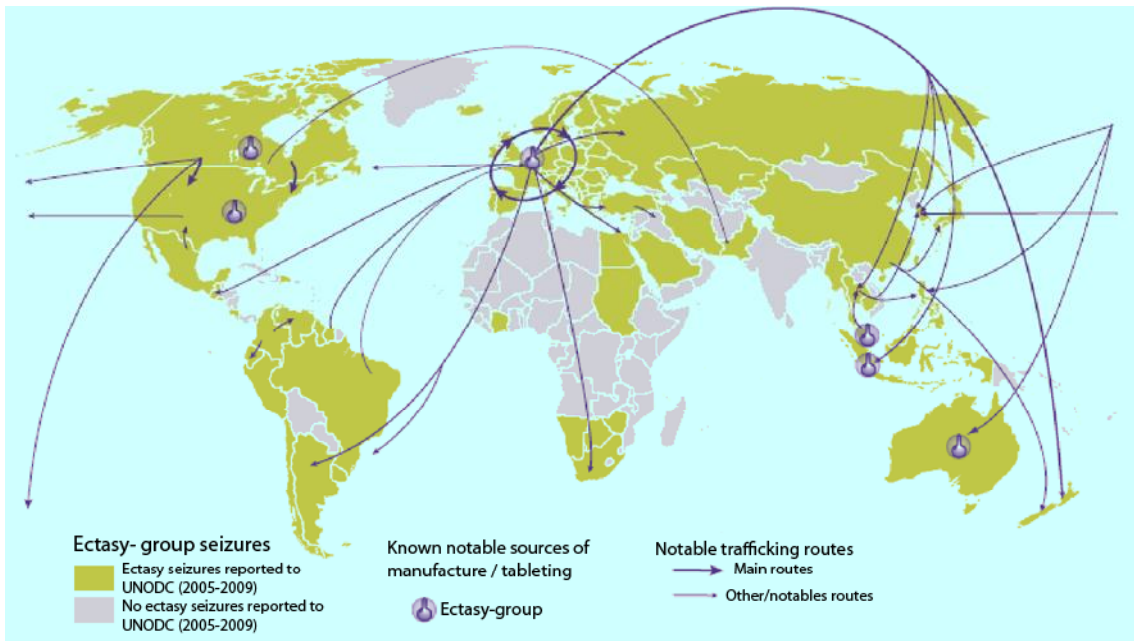 Ectasy- group seizures
Ectasy seizures reported to
UNODC (2005-2009)
No ectasy seizures reported to
UNODC (2005-2009)
Known notable sources of
manufacture / tableting
Ectasy-group
Notable trafficking routes
Main routes
Other/notables routes